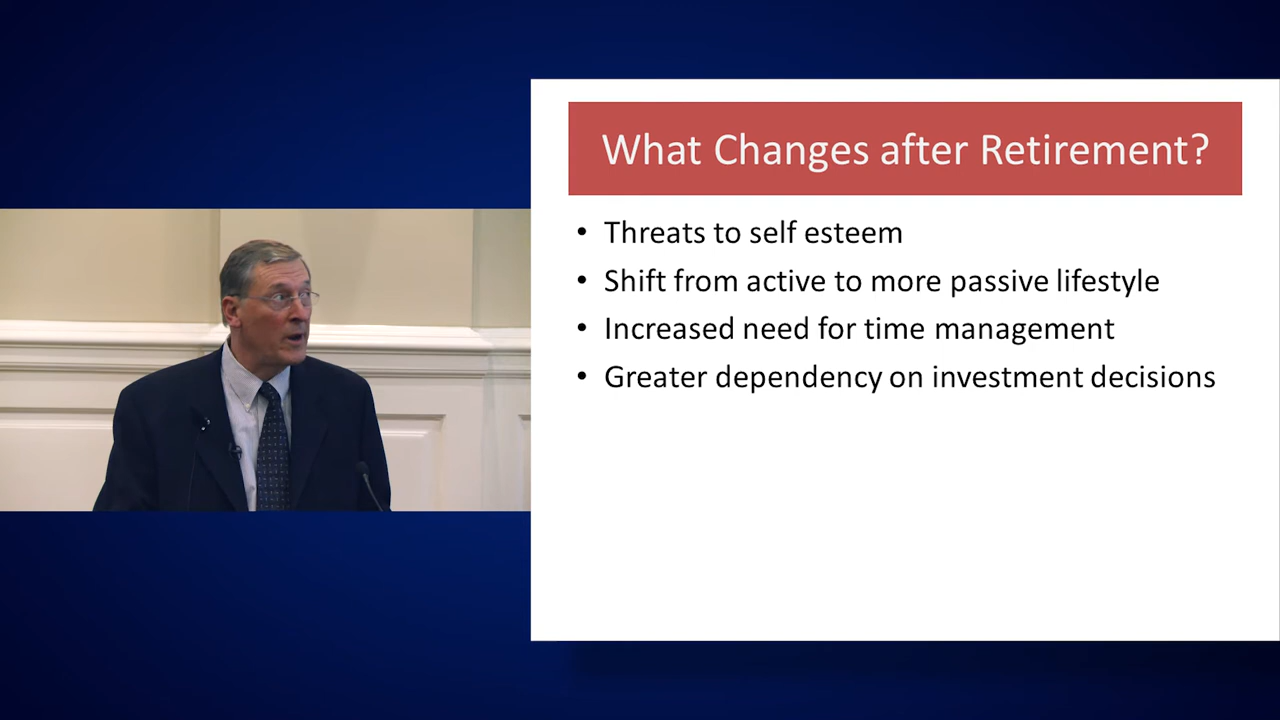 What Changes after Retirement?
• Threats to self esteem
• Shift from active to more passive lifestyle
• Increased need for time management
• Greater dependency on investment decisions